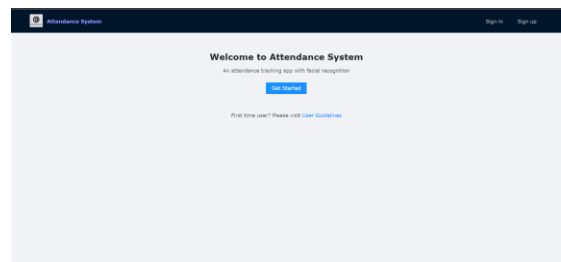 Attendance System
Sign in
Sign up
Welcome to Attendance System
An attendance tracking app with facial recognition
Get Started
First time user? Please visit User Guidelines